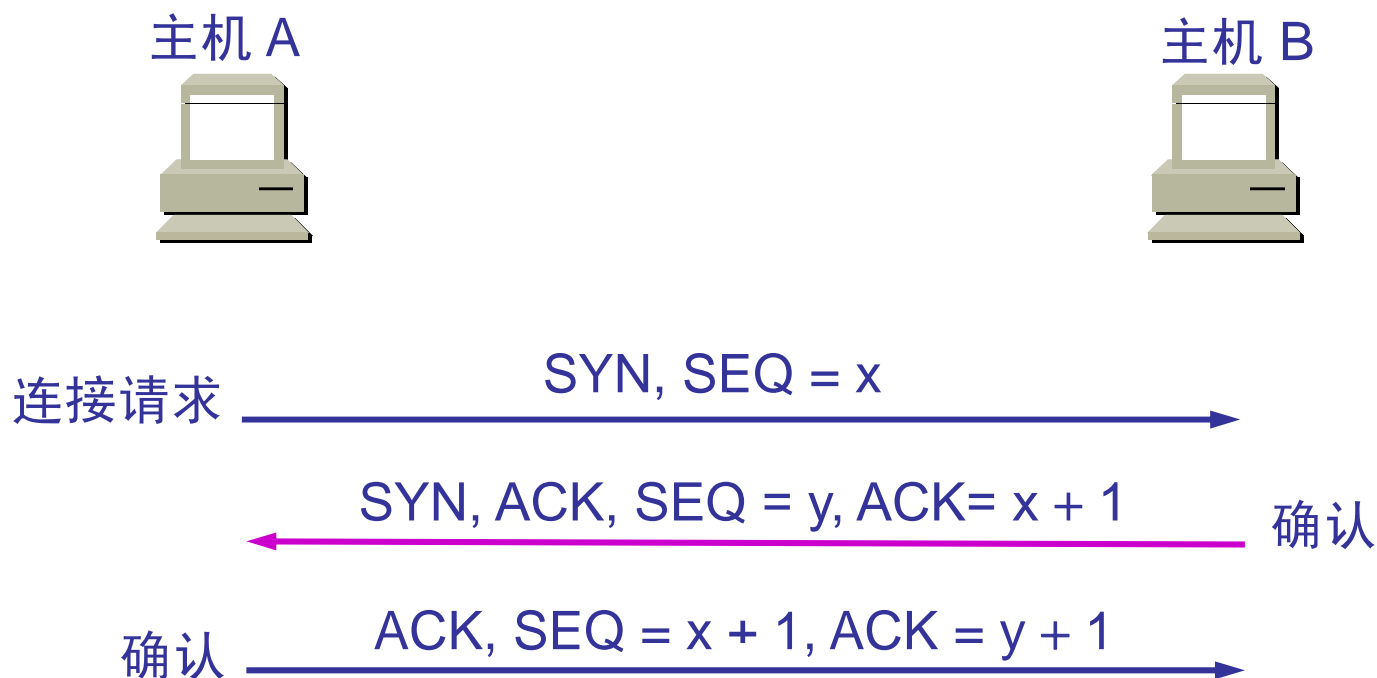 主机 A
主机 B
连接请求
SYN, SEQ = x
SYN, ACK, SEQ = y, ACK= x + 1
确认
确认
ACK, SEQ = x + 1, ACK = y + 1